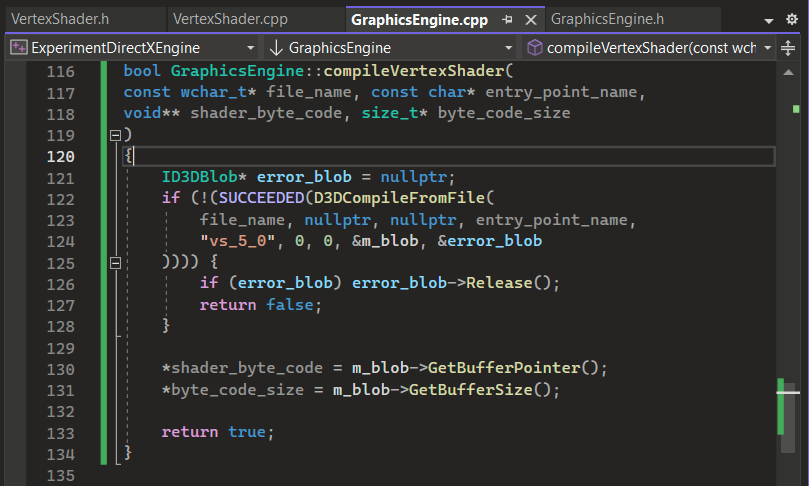 VertexShader.h VertexShader.cpp GraphicsEngine.cpp GraphicsEngine.h
ExperimentDirectXEngine GraphicsEngine compileVertexShader(const wch
116 bool GraphicsEngine::compileVertexShader(
117 const wchar_t* file_name, const char* entry_point_name,
118 void** shader_byte_code, size_t* byte_code_size
119 )
120 {
121 ID3DBlob* error_blob = nullptr;
122 if (!(SUCCEEDED(D3DCompileFromFile(
123 file_name, nullptr, nullptr, entry_point_name,
124 "vs_5_0", 0, 0, &m_blob, &error_blob
125 )))) {
126 if (error_blob) error_blob->Release();
127 return false;
128 }
129
130 *shader_byte_code = m_blob->GetBufferPointer();
131 *byte_code_size = m_blob->GetBufferSize();
132
133 return true;
134 }
135